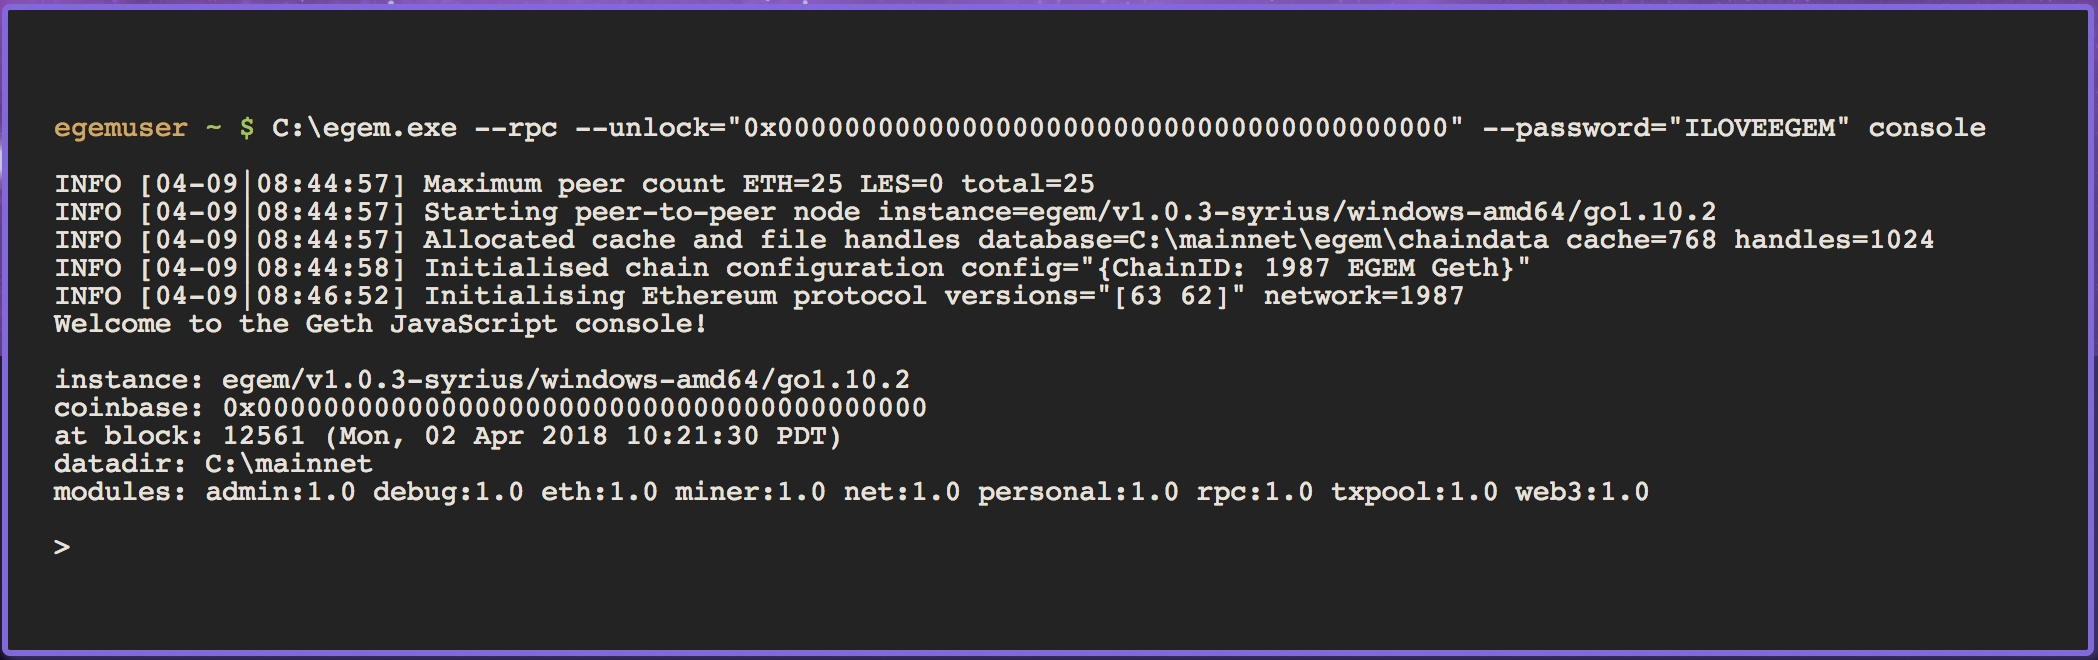 egemuser ~ $ C:\egem.exe --rpc --unlock="0x0000000000000000000000000000000000000000" --password="ILOVEEGEM" console
INFO [04-09|08:44:57] Maximum peer count ETH=25 LES=0 total=25
INFO [04-09|08:44:57] Starting peer-to-peer node instance=egem/v1.0.3-syrius/windows-amd64/go1.10.2
INFO [04-09|08:44:57] Allocated cache and file handles database=C:\mainnet\egem\chaindata cache=768 handles=1024
INFO [04-09|08:44:58] Initialised chain configuration config="{ChainID: 1987 EGEM Geth}"
INFO [04-09|08:46:52] Initialising Ethereum protocol versions="[63 62]" network=1987
Welcome to the Geth JavaScript console!
instance: egem/v1.0.3-syrius/windows-amd64/go1.10.2
coinbase: 0x0000000000000000000000000000000000000000
at block: 12561 (Mon, 02 Apr 2018 10:21:30 PDT)
datadir: C:\mainnet
modules: admin:1.0 debug:1.0 eth:1.0 miner:1.0 net:1.0 personal:1.0 rpc:1.0 txpool:1.0 web3:1.0
>